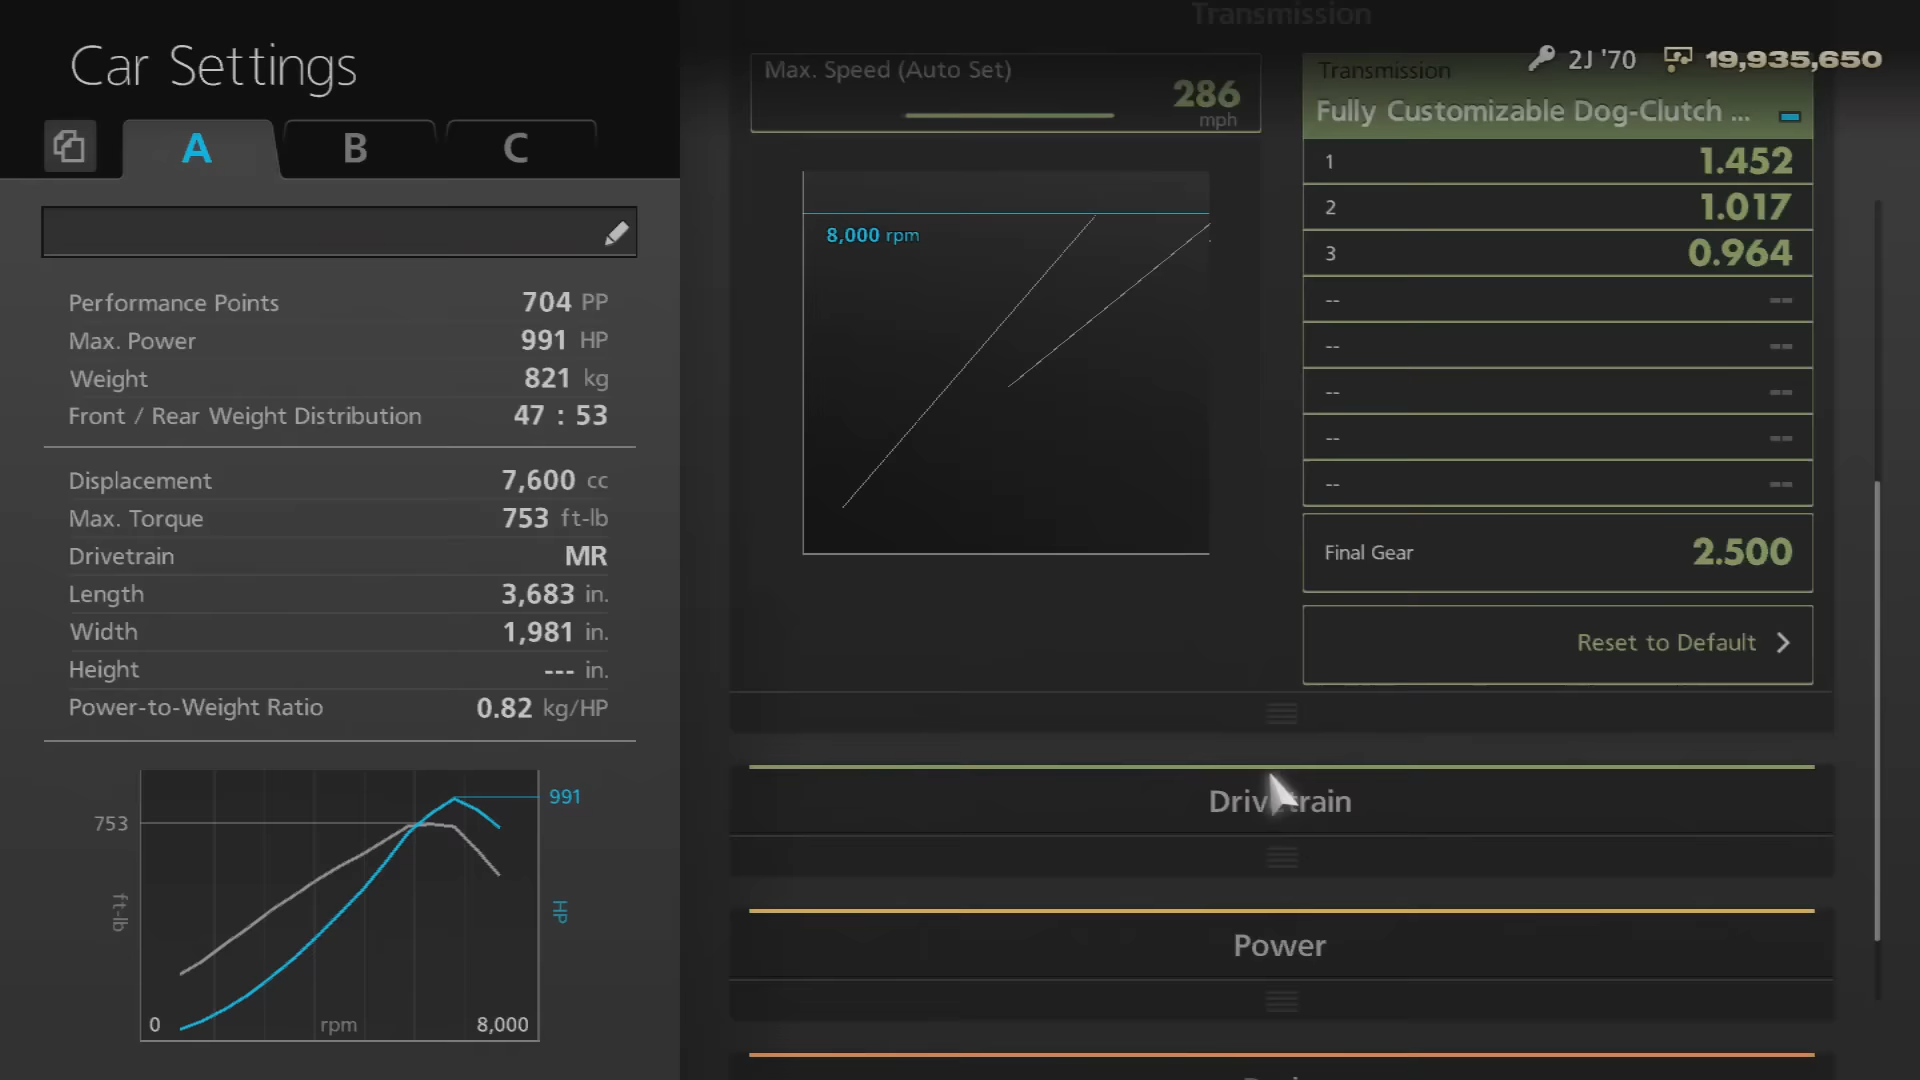 Car Settings
A
B
C
Performance Points 704 PP
Max. Power 991 HP
Weight 821 kg
Front / Rear Weight Distribution 47 : 53
Displacement 7,600 cc
Max. Torque 753 ft-lb
Drivetrain MR
Length 3,683 in.
Width 1,981 in.
Height --- in.
Power-to-Weight Ratio 0.82 kg/HP
991
753
ft-lb
HP
0 rpm 8,000
Transmission
2J '70
19,935,650
Max. Speed (Auto Set)
286
mph
8,000 rpm
Transmission
Fully Customizable Dog-Clutch ...
1 1.452
2 1.017
3 0.964
-- --
-- --
-- --
-- --
-- --
Final Gear 2.500
Reset to Default
Drivetrain
Power